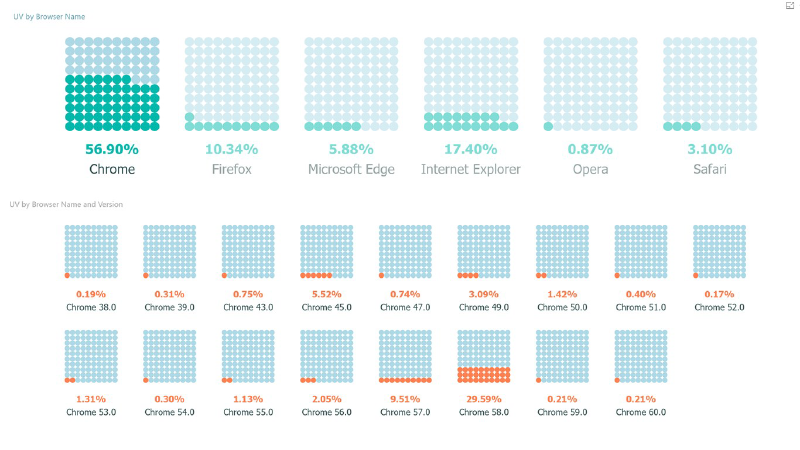 UV by Browser Name
56.90% 10.34% 5.88% 17.40% 0.87% 3.10%
Chrome Firefox Microsoft Edge Internet Explorer Opera Safari
UV by Browser Name and Version
0.19% 0.31% 0.75% 5.52% 0.74% 3.09% 1.42% 0.40% 0.17%
Chrome 38.0 Chrome 39.0 Chrome 43.0 Chrome 45.0 Chrome 47.0 Chrome 49.0 Chrome 50.0 Chrome 51.0 Chrome 52.0
1.31% 0.30% 1.13% 2.05% 9.51% 29.59% 0.21% 0.21%
Chrome 53.0 Chrome 54.0 Chrome 55.0 Chrome 56.0 Chrome 57.0 Chrome 58.0 Chrome 59.0 Chrome 60.0